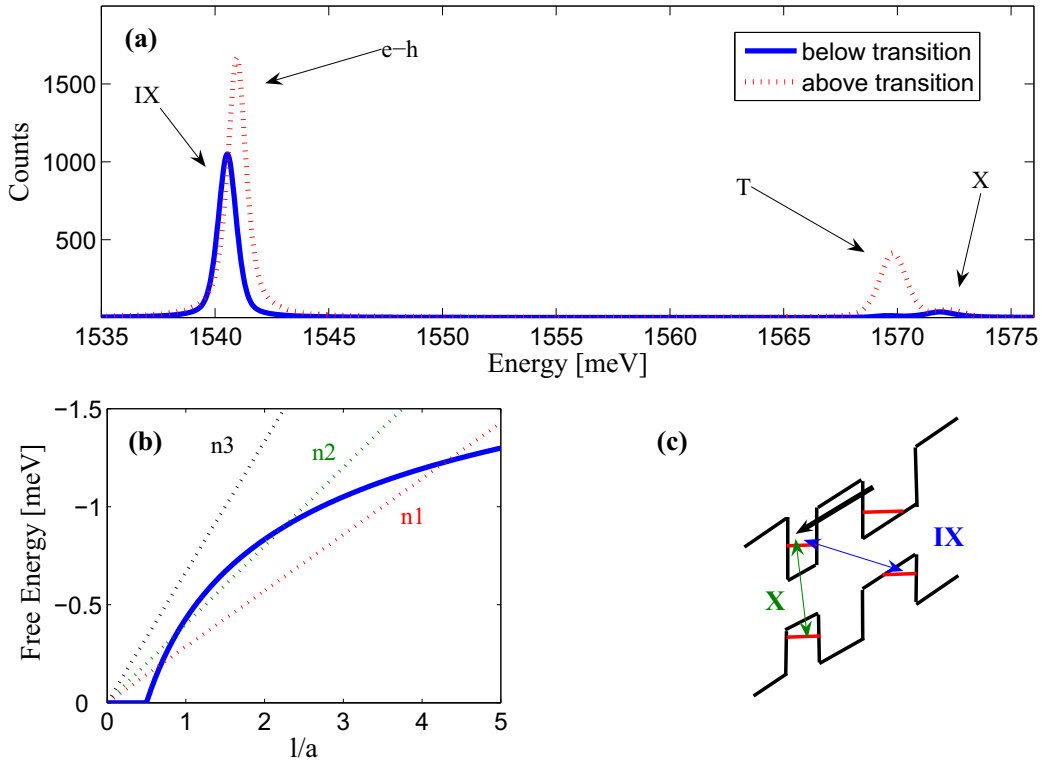 (a)
IX
e−h
T
X
below transition
above transition
Counts
1500
1000
500
1535 1540 1545 1550 1555 1560 1565 1570 1575
Energy [meV]
(b)
n3
n2
n1
Free Energy [meV]
−1.5
−1
−0.5
0
0 1 2 3 4 5
l/a
(c)
IX
X